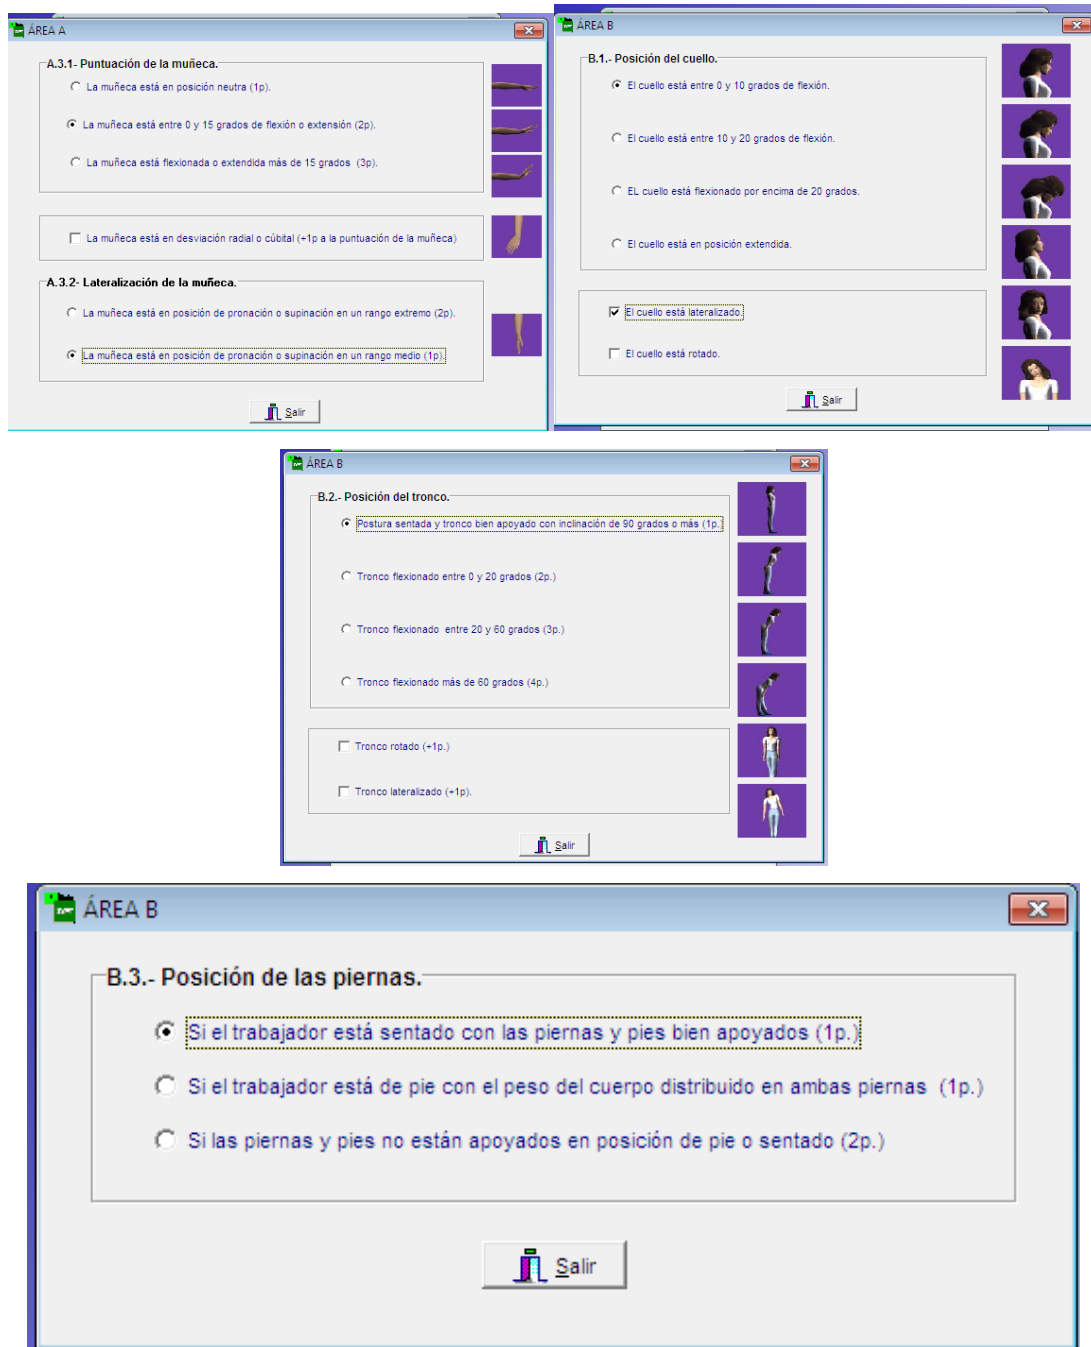 ÁREA A
A.3.1- Puntuación de la muñeca.
La muñeca está en posición neutra (1p).
La muñeca está entre 0 y 15 grados de flexión o extensión (2p).
La muñeca está flexionada o extendida más de 15 grados (3p).
La muñeca está en desviación radial o cúbital (+1p a la puntuación de la muñeca)
A.3.2- Lateralización de la muñeca.
La muñeca está en posición de pronación o supinación en un rango extremo (2p).
La muñeca está en posición de pronación o supinación en un rango medio (1p).
Salir
ÁREA B
B.1.- Posición del cuello.
El cuello está entre 0 y 10 grados de flexión.
El cuello está entre 10 y 20 grados de flexión.
EL cuello está flexionado por encima de 20 grados.
El cuello está en posición extendida.
El cuello está lateralizado.
El cuello está rotado.
Salir
ÁREA B
B.2.- Posición del tronco.
Postura sentada y tronco bien apoyado con inclinación de 90 grados o más (1p.)
Tronco flexionado entre 0 y 20 grados (2p.)
Tronco flexionado entre 20 y 60 grados (3p.)
Tronco flexionado más de 60 grados (4p.)
Tronco rotado (+1p.)
Tronco lateralizado (+1p).
Salir
ÁREA B
B.3.- Posición de las piernas.
Si el trabajador está sentado con las piernas y pies bien apoyados (1p.)
Si el trabajador está de pie con el peso del cuerpo distribuido en ambas piernas (1p.)
Si las piernas y pies no están apoyados en posición de pie o sentado (2p.)
Salir